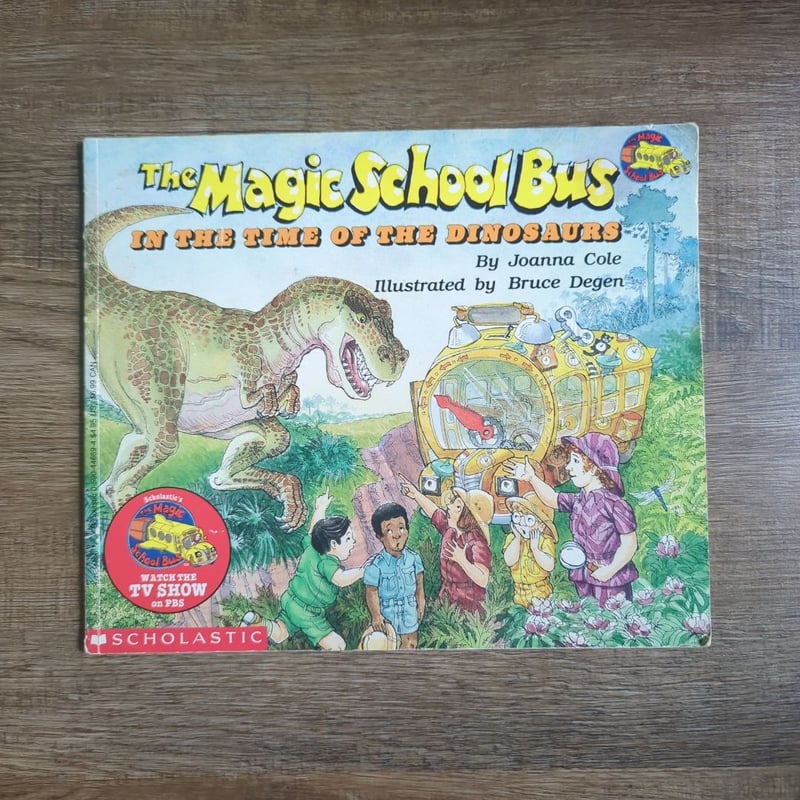 The Magic School Bus
IN THE TIME OF THE DINOSAURS
By Joanna Cole
Illustrated by Bruce Degen
The Magic
School Bus
Scholastic's
The Magic
School Bus
WATCH THE
TV SHOW
on PBS
SCHOLASTIC